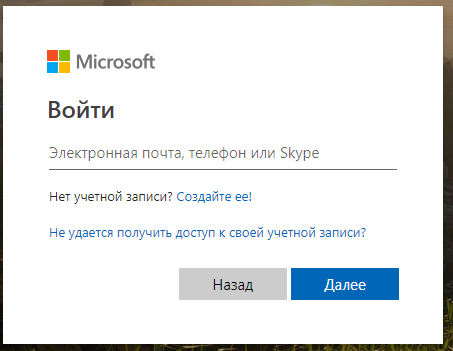 Microsoft
Войти
Электронная почта, телефон или Skype
Нет учетной записи? Создайте ее!
Не удается получить доступ к своей учетной записи?
Назад Далее